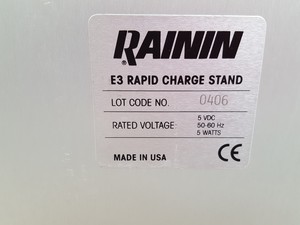 RAININ
E3 RAPID CHARGE STAND
LOT CODE NO. 0406
RATED VOLTAGE: 5 VDC
50-60 Hz
5 WATTS
MADE IN USA CE